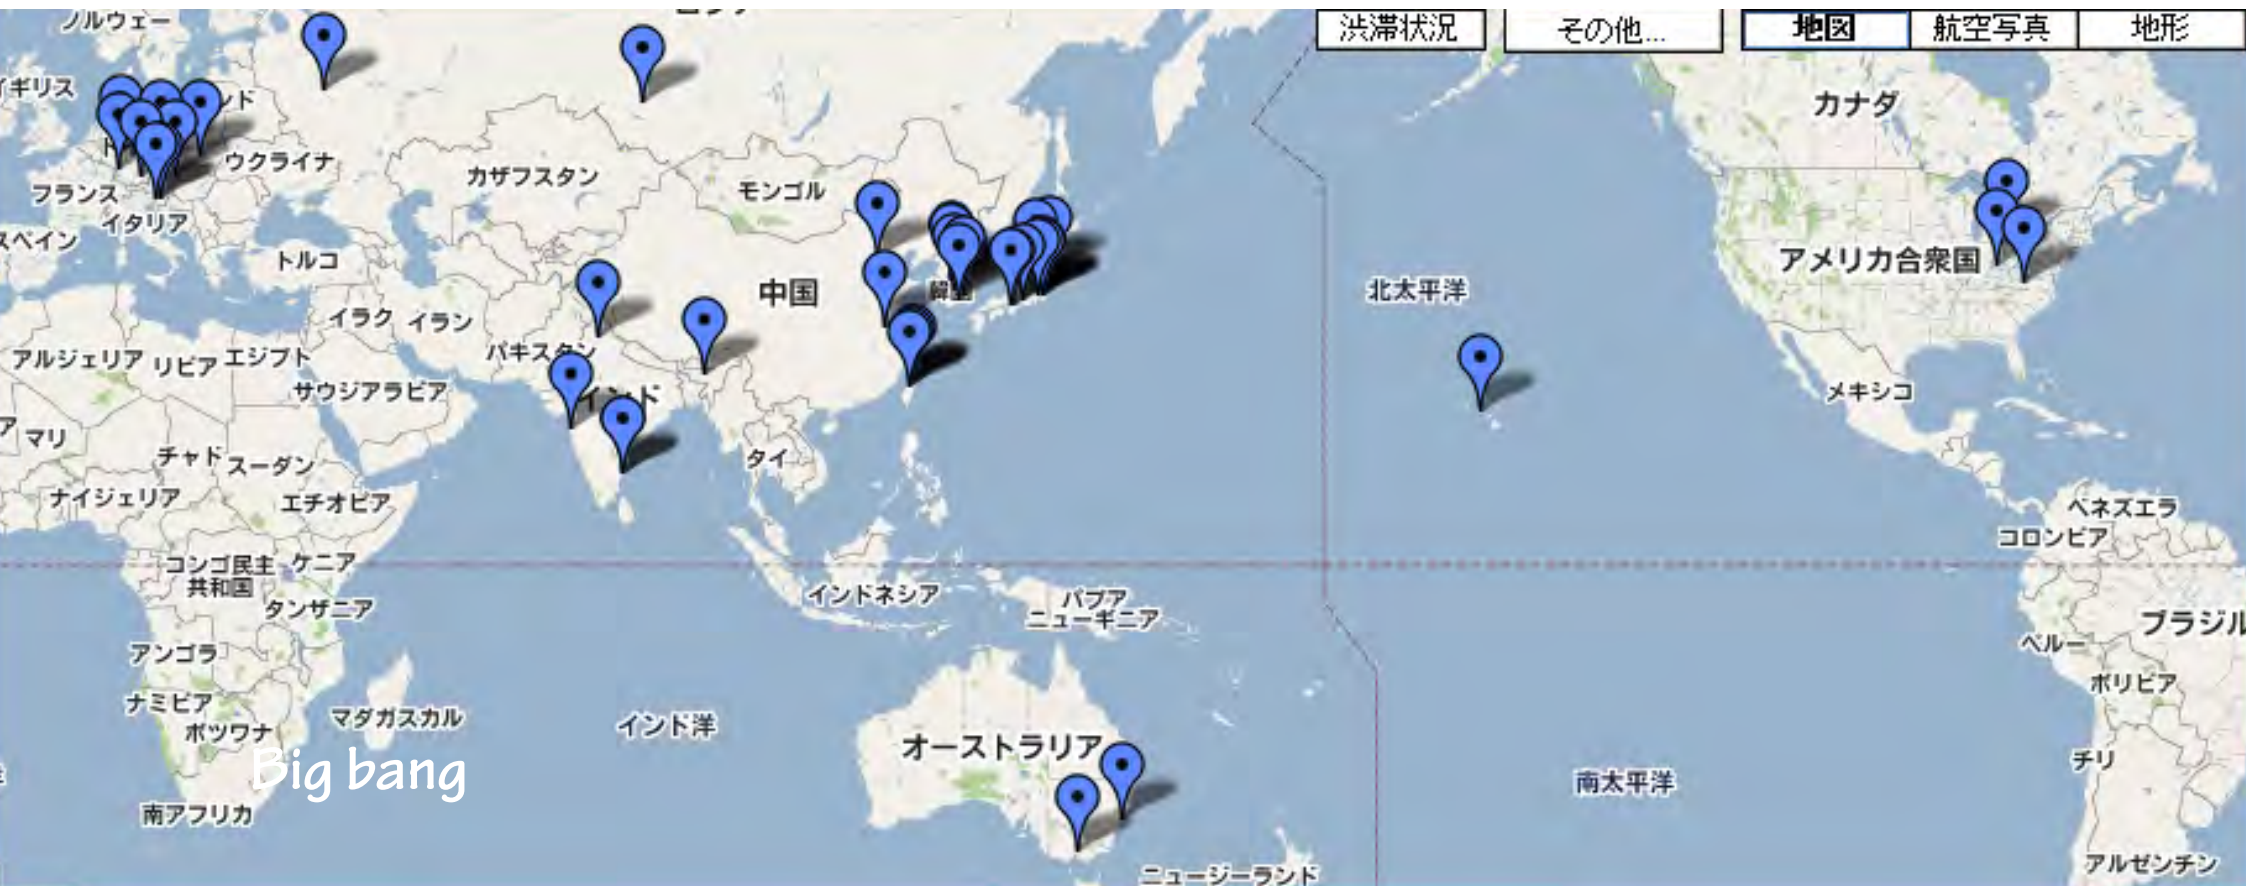 ノルウェー
渋滞状況 その他... 地図 航空写真 地形
イギリス
カナダ
ウクライナ
カザフスタン
モンゴル
フランス
イタリア
スペイン
トルコ
アメリカ合衆国
中国
北太平洋
イラク イラン
パキスタン
アルジェリア リビア エジプト
サウジアラビア
メキシコ
インド
マリ
チャド スーダン
タイ
ナイジェリア エチオピア
ベネズエラ
コロンビア
コンゴ民主
共和国
ケニア
インドネシア
パプア
ニューギニア
タンザニア
ブラジル
ペルー
アンゴラ
ボリビア
ナミビア
ボツワナ
マダガスカル
インド洋
オーストラリア
Big bang
チリ
南太平洋
南アフリカ
アルゼンチン
ニュージーランド